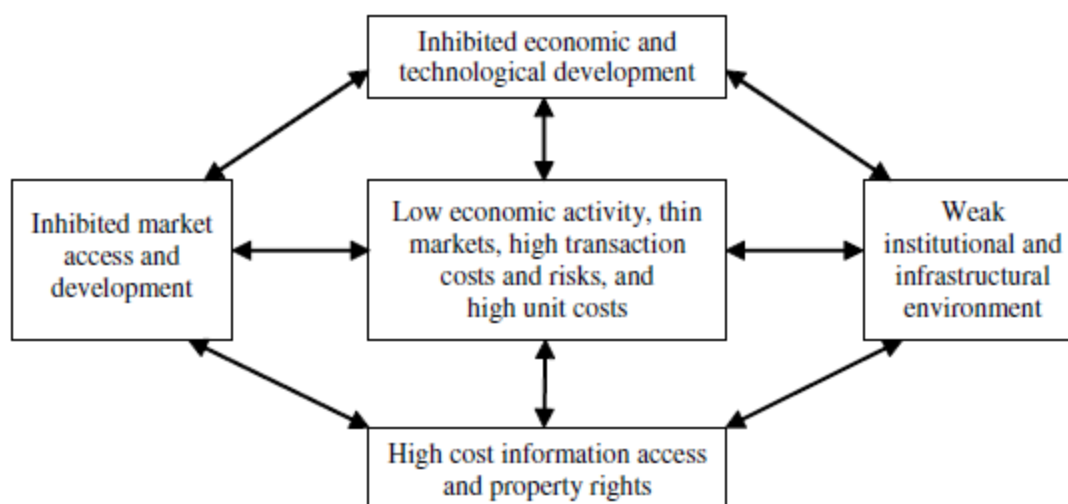 Inhibited economic and
technological development
Inhibited market
access and
development
Low economic activity, thin
markets, high transaction
costs and risks, and
high unit costs
Weak
institutional and
infrastructural
environment
High cost information access
and property rights